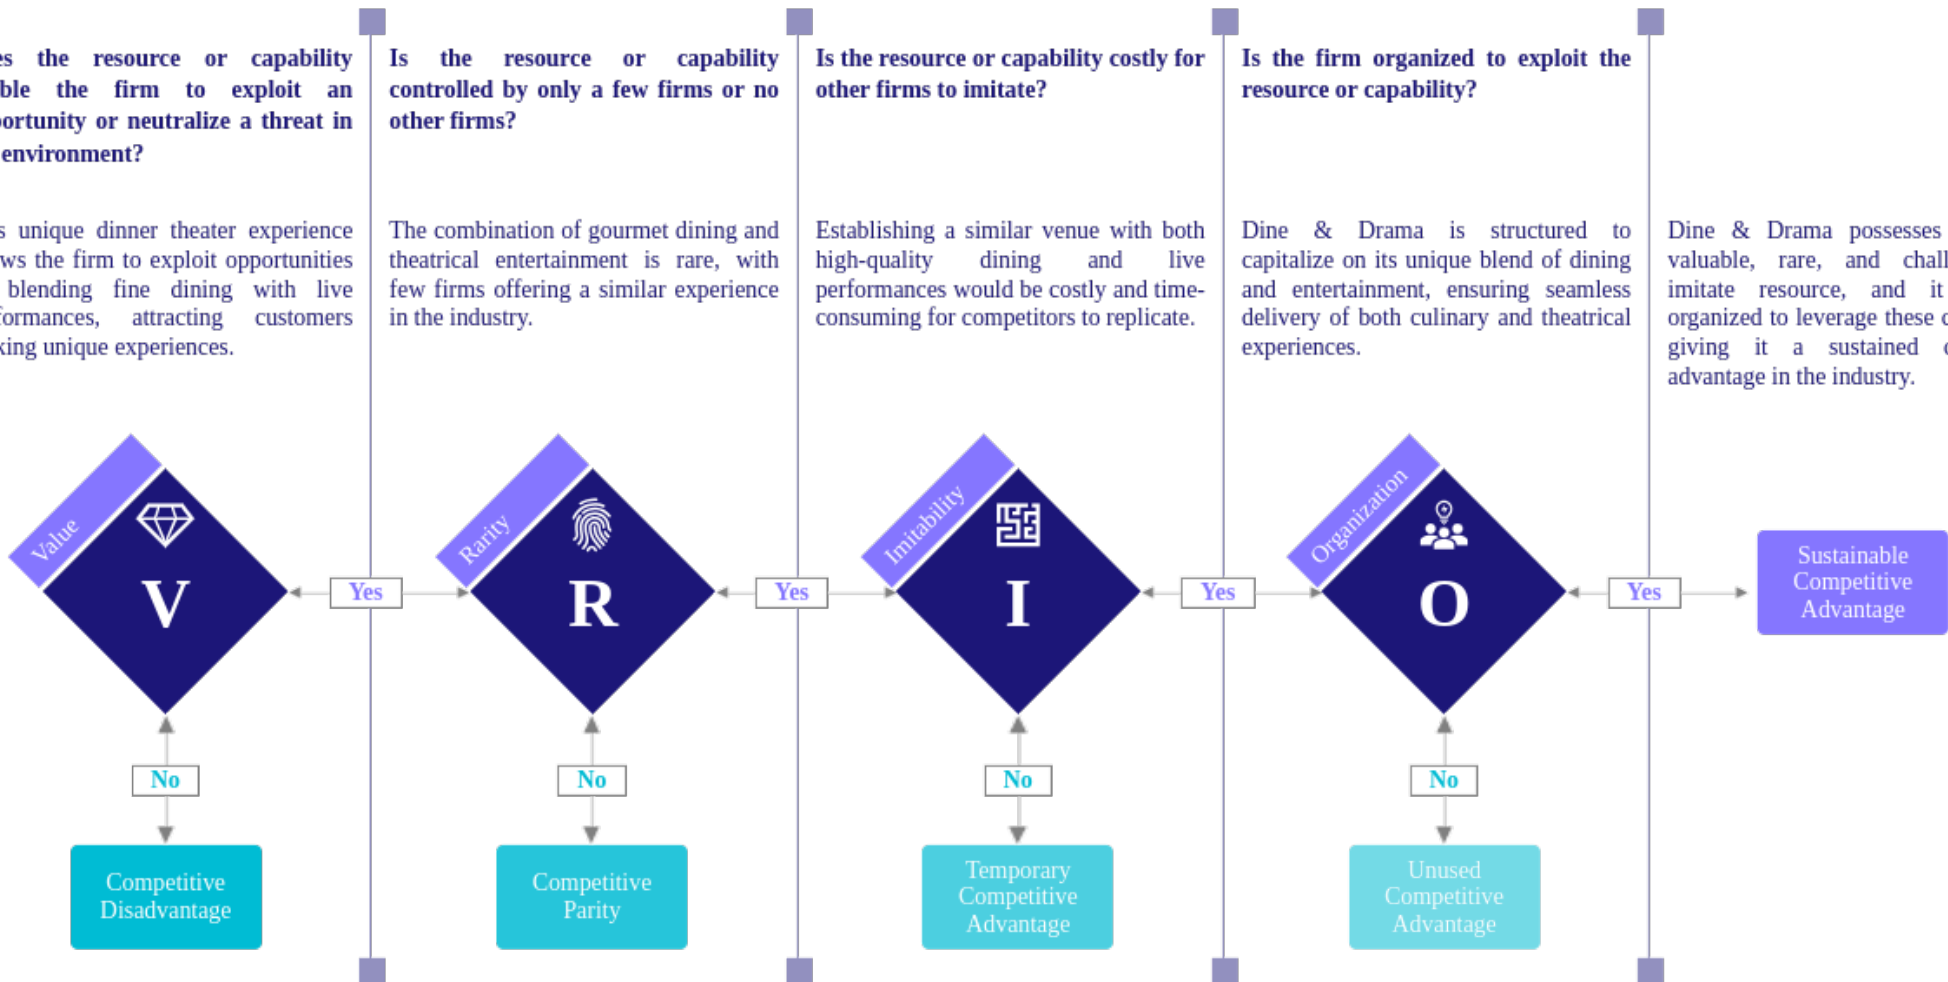 the resource or capability
the firm to exploit an
or neutralize a threat in
environment?
unique dinner theater experience
the firm to exploit opportunities
blending fine dining with live
attracting customers
unique experiences.
Is the resource or capability
controlled by only a few firms or no
other firms?
The combination of gourmet dining and
theatrical entertainment is rare, with
few firms offering a similar experience
in the industry.
Is the resource or capability costly for
other firms to imitate?
Establishing a similar venue with both
high-quality dining and live
performances would be costly and time-
consuming for competitors to replicate.
Is the firm organized to exploit the
resource or capability?
Dine & Drama is structured to
capitalize on its unique blend of dining
and entertainment, ensuring seamless
delivery of both culinary and theatrical
experiences.
Dine & Drama possesses
valuable, rare, and
imitate resource, and it
organized to leverage these
giving it a sustained
advantage in the industry.
Value
V
Yes
Rarity
R
Yes
Imitability
I
Yes
Organization
O
Yes
Sustainable
Competitive
Advantage
No
No
No
No
Competitive
Disadvantage
Competitive
Parity
Temporary
Competitive
Advantage
Unused
Competitive
Advantage